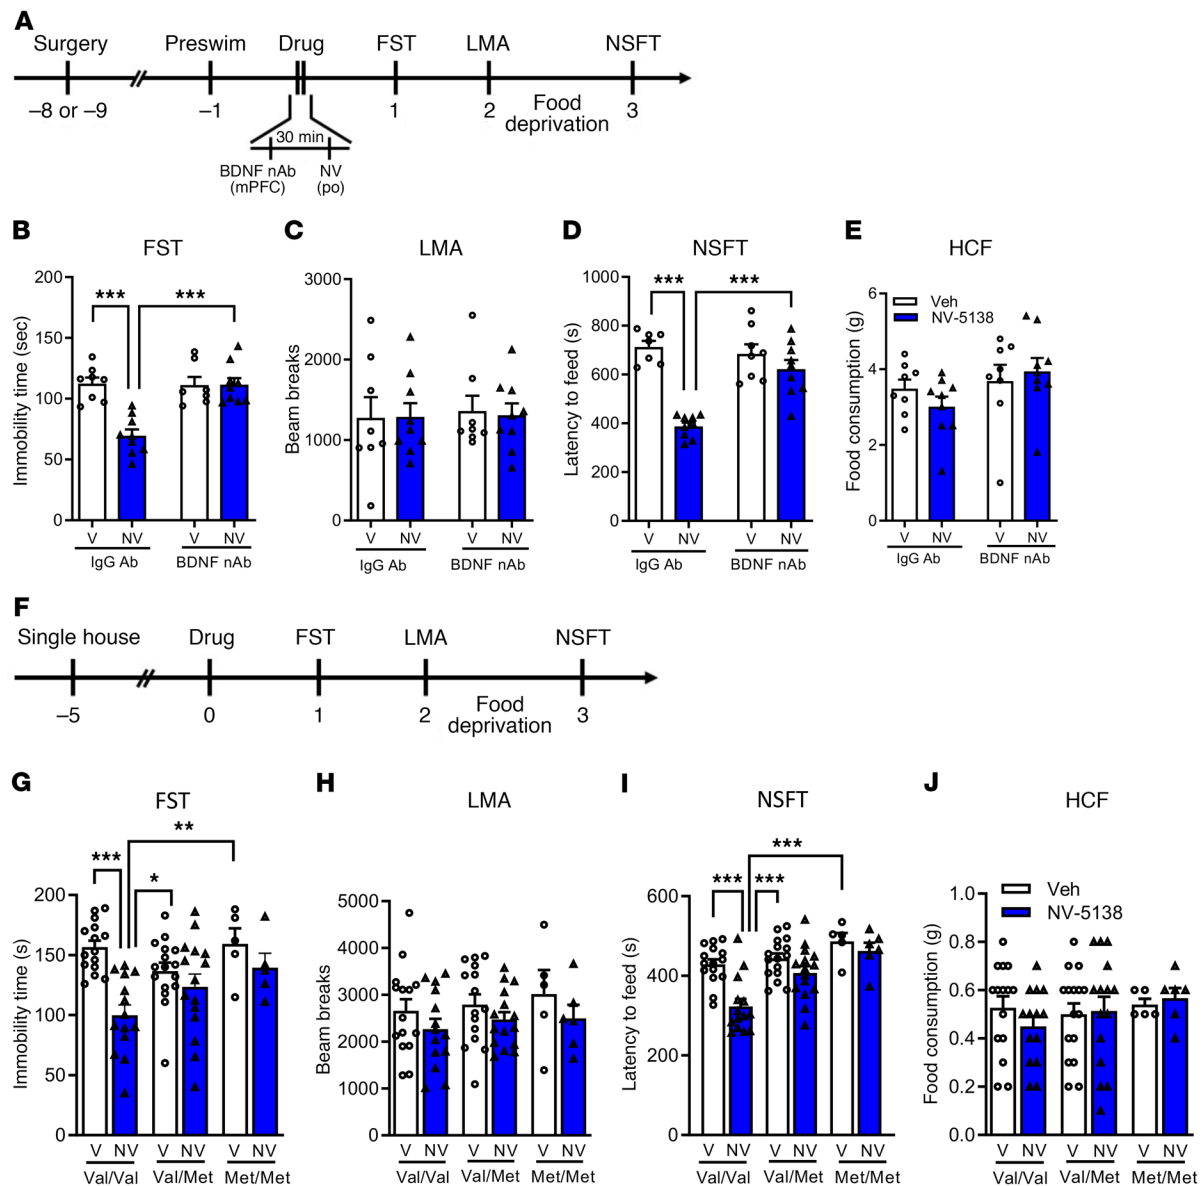 A
Surgery Preswim Drug FST LMA NSFT
–8 or –9 –1 1 2 Food deprivation 3
30 min
BDNF nAb NV
(mPFC) (po)
B
FST
Immobility time (sec)
200
150
100
50
0
*** ***
V NV V NV
IgG Ab BDNF nAb
C
LMA
Beam breaks
3000
2000
1000
0
V NV V NV
IgG Ab BDNF nAb
D
NSFT
Latency to feed (s)
1000
800
600
400
200
0
*** ***
V NV V NV
IgG Ab BDNF nAb
E
HCF
Food consumption (g)
6
4
2
0
Veh
NV-5138
V NV V NV
IgG Ab BDNF nAb
F
Single house Drug FST LMA NSFT
–5 0 1 2 Food deprivation 3
G
FST
Immobility time (s)
200
150
100
50
0
**
***
*
V NV V NV V NV
Val/Val Val/Met Met/Met
H
LMA
Beam breaks
5000
4000
3000
2000
1000
0
V NV V NV V NV
Val/Val Val/Met Met/Met
I
NSFT
Latency to feed (s)
600
400
200
0
***
*** ***
V NV V NV V NV
Val/Val Val/Met Met/Met
J
HCF
Food consumption (g)
1.0
0.8
0.6
0.4
0.2
0.0
Veh
NV-5138
V NV V NV V NV
Val/Val Val/Met Met/Met